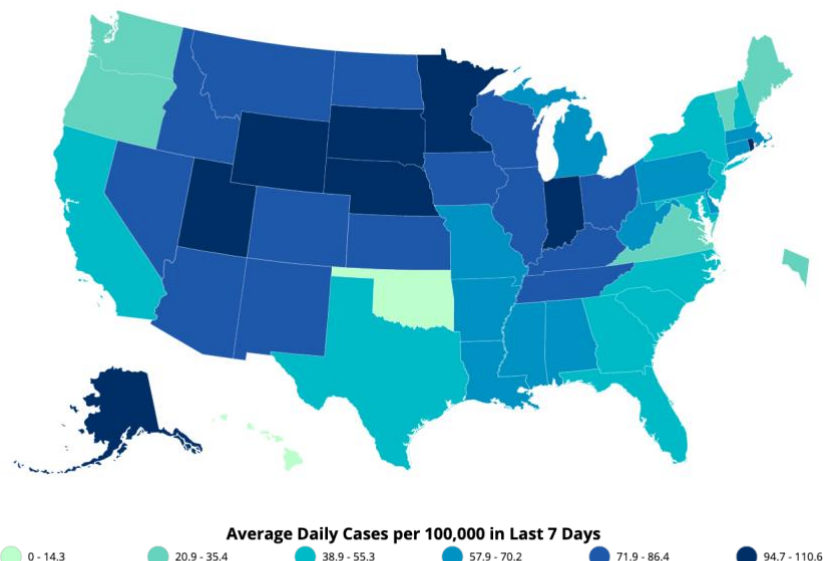 Average Daily Cases per 100,000 in Last 7 Days
0 - 14.3 20.9 - 35.4 38.9 - 55.3 57.9 - 70.2 71.9 - 86.4 94.7 - 110.6